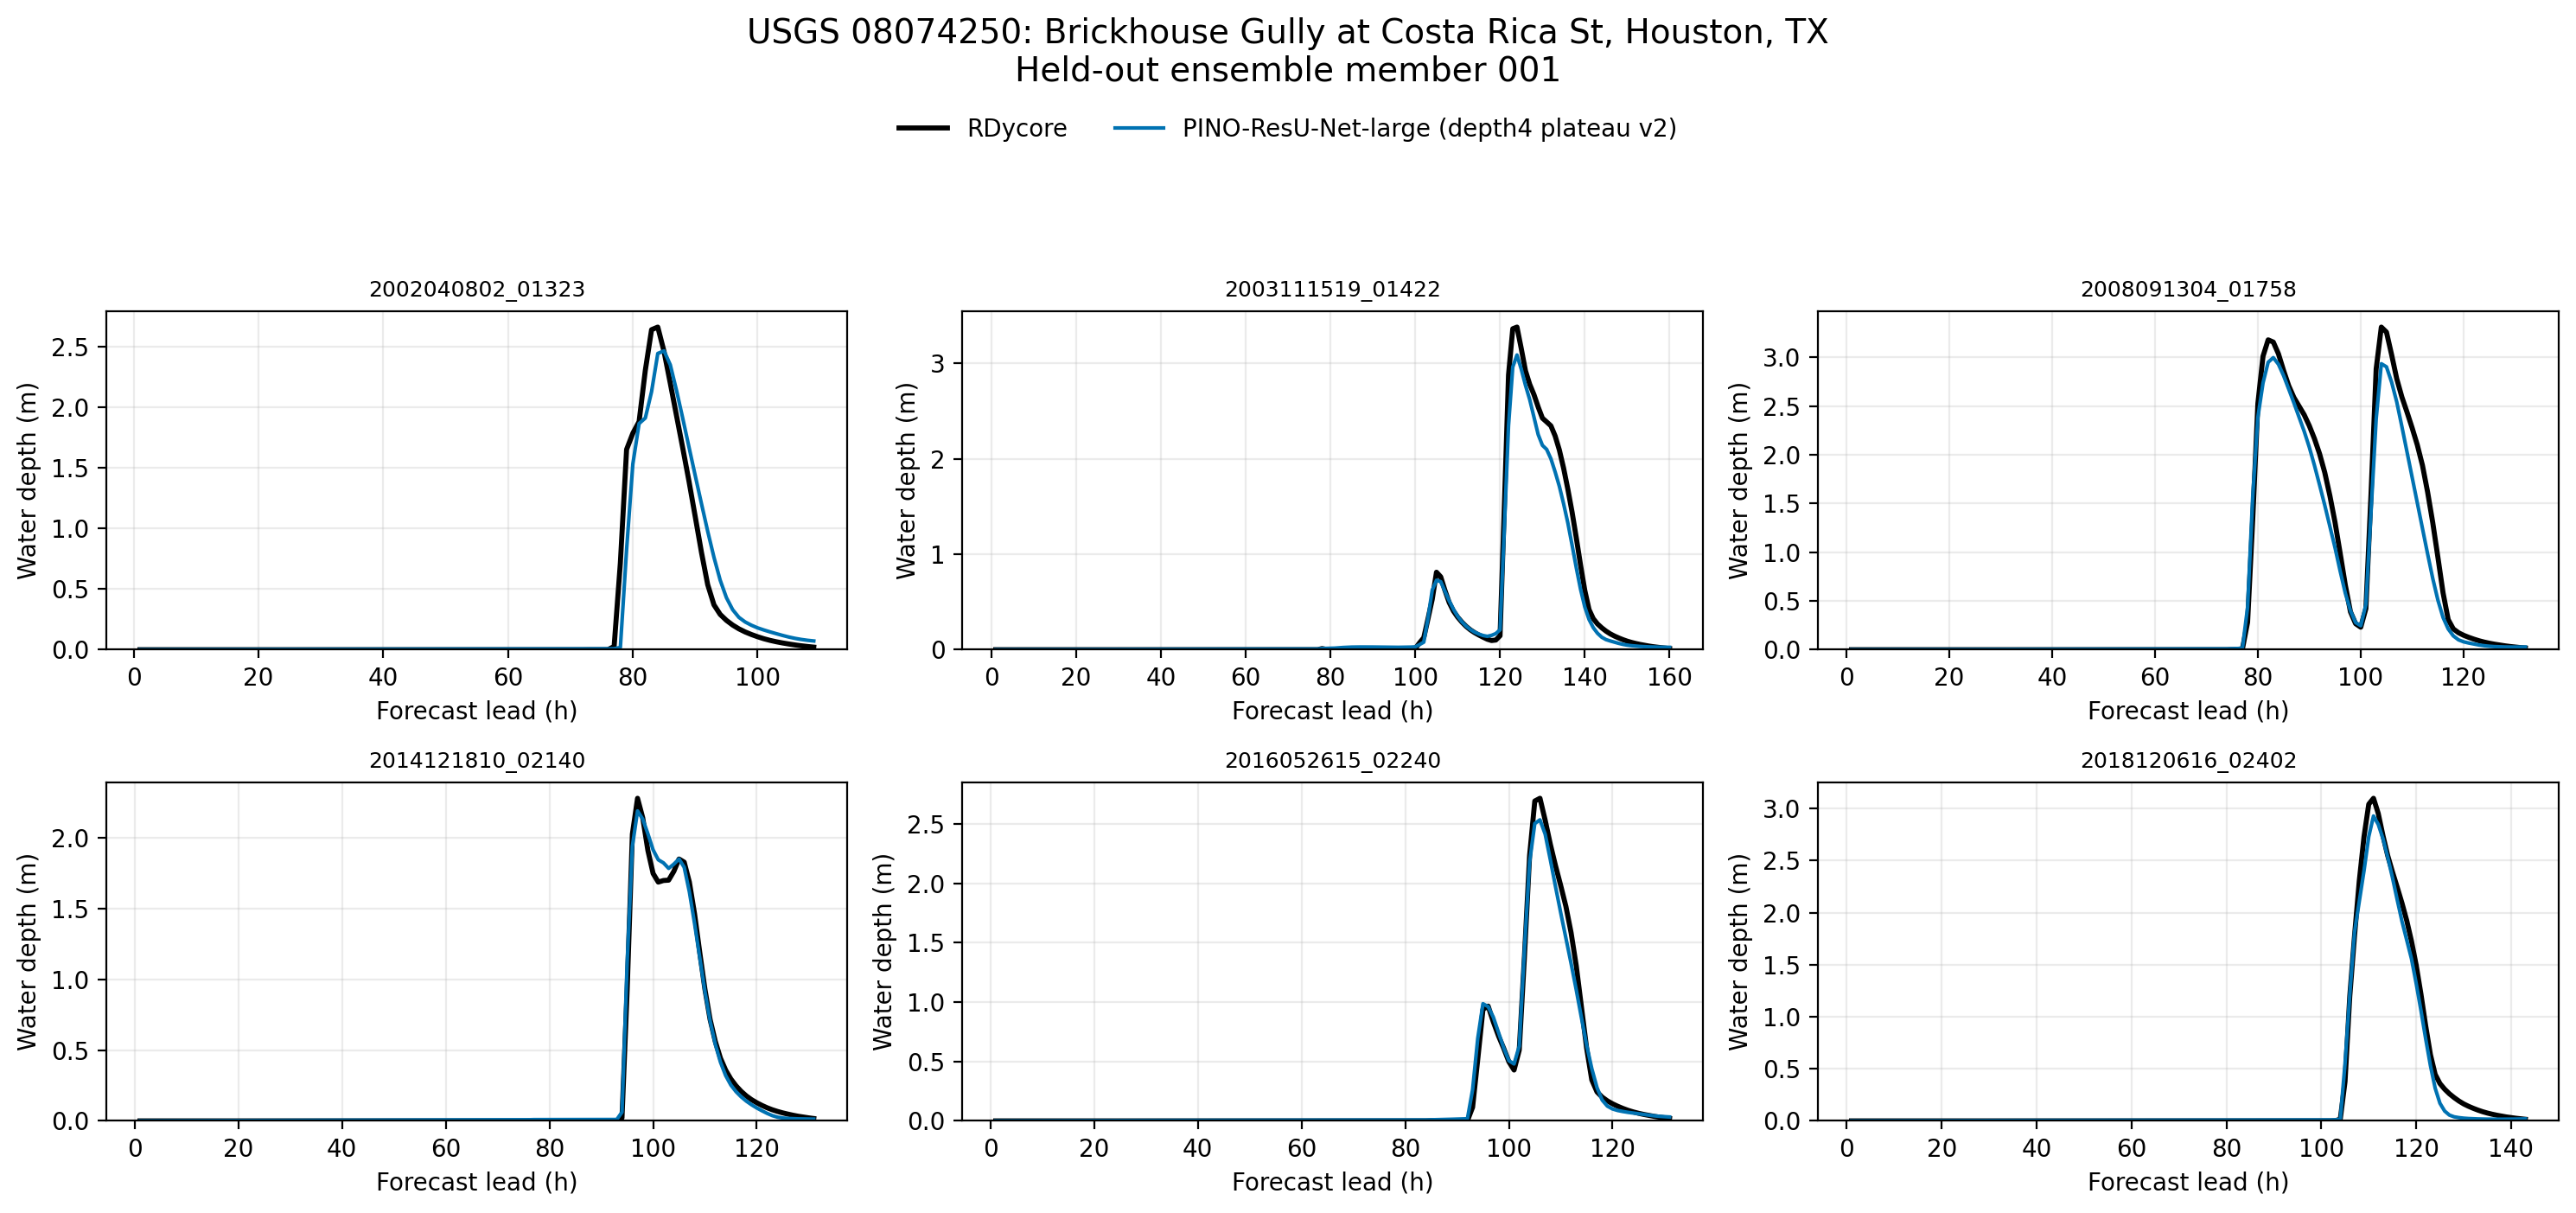 USGS 08074250: Brickhouse Gully at Costa Rica St, Houston, TX
Held-out ensemble member 001
RDycore
PINO-ResU-Net-large (depth4 plateau v2)
2002040802_01323
Water depth (m)
2.5
2.0
1.5
1.0
0.5
0.0
0 20 40 60 80 100
Forecast lead (h)
2003111519_01422
Water depth (m)
3
2
1
0
0 20 40 60 80 100 120 140 160
Forecast lead (h)
2008091304_01758
Water depth (m)
3.0
2.5
2.0
1.5
1.0
0.5
0.0
0 20 40 60 80 100 120
Forecast lead (h)
2014121810_02140
Water depth (m)
2.0
1.5
1.0
0.5
0.0
0 20 40 60 80 100 120
Forecast lead (h)
2016052615_02240
Water depth (m)
2.5
2.0
1.5
1.0
0.5
0.0
0 20 40 60 80 100 120
Forecast lead (h)
2018120616_02402
Water depth (m)
3.0
2.5
2.0
1.5
1.0
0.5
0.0
0 20 40 60 80 100 120 140
Forecast lead (h)